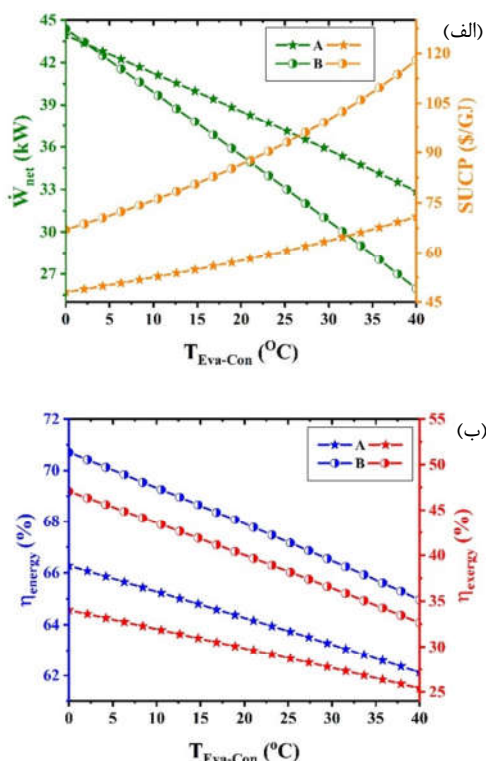 (الف)
45
42
39
36
33
30
27
Ẇnet (kW)
A
B
120
105
90
75
60
45
SUCP ($/GJ)
0 5 10 15 20 25 30 35 40
TEva-Con (OC)
(ب)
72
70
68
66
64
62
ηenergy (%)
A
B
55
50
45
40
35
30
25
ηexergy (%)
0 5 10 15 20 25 30 35 40
TEva-Con (oC)